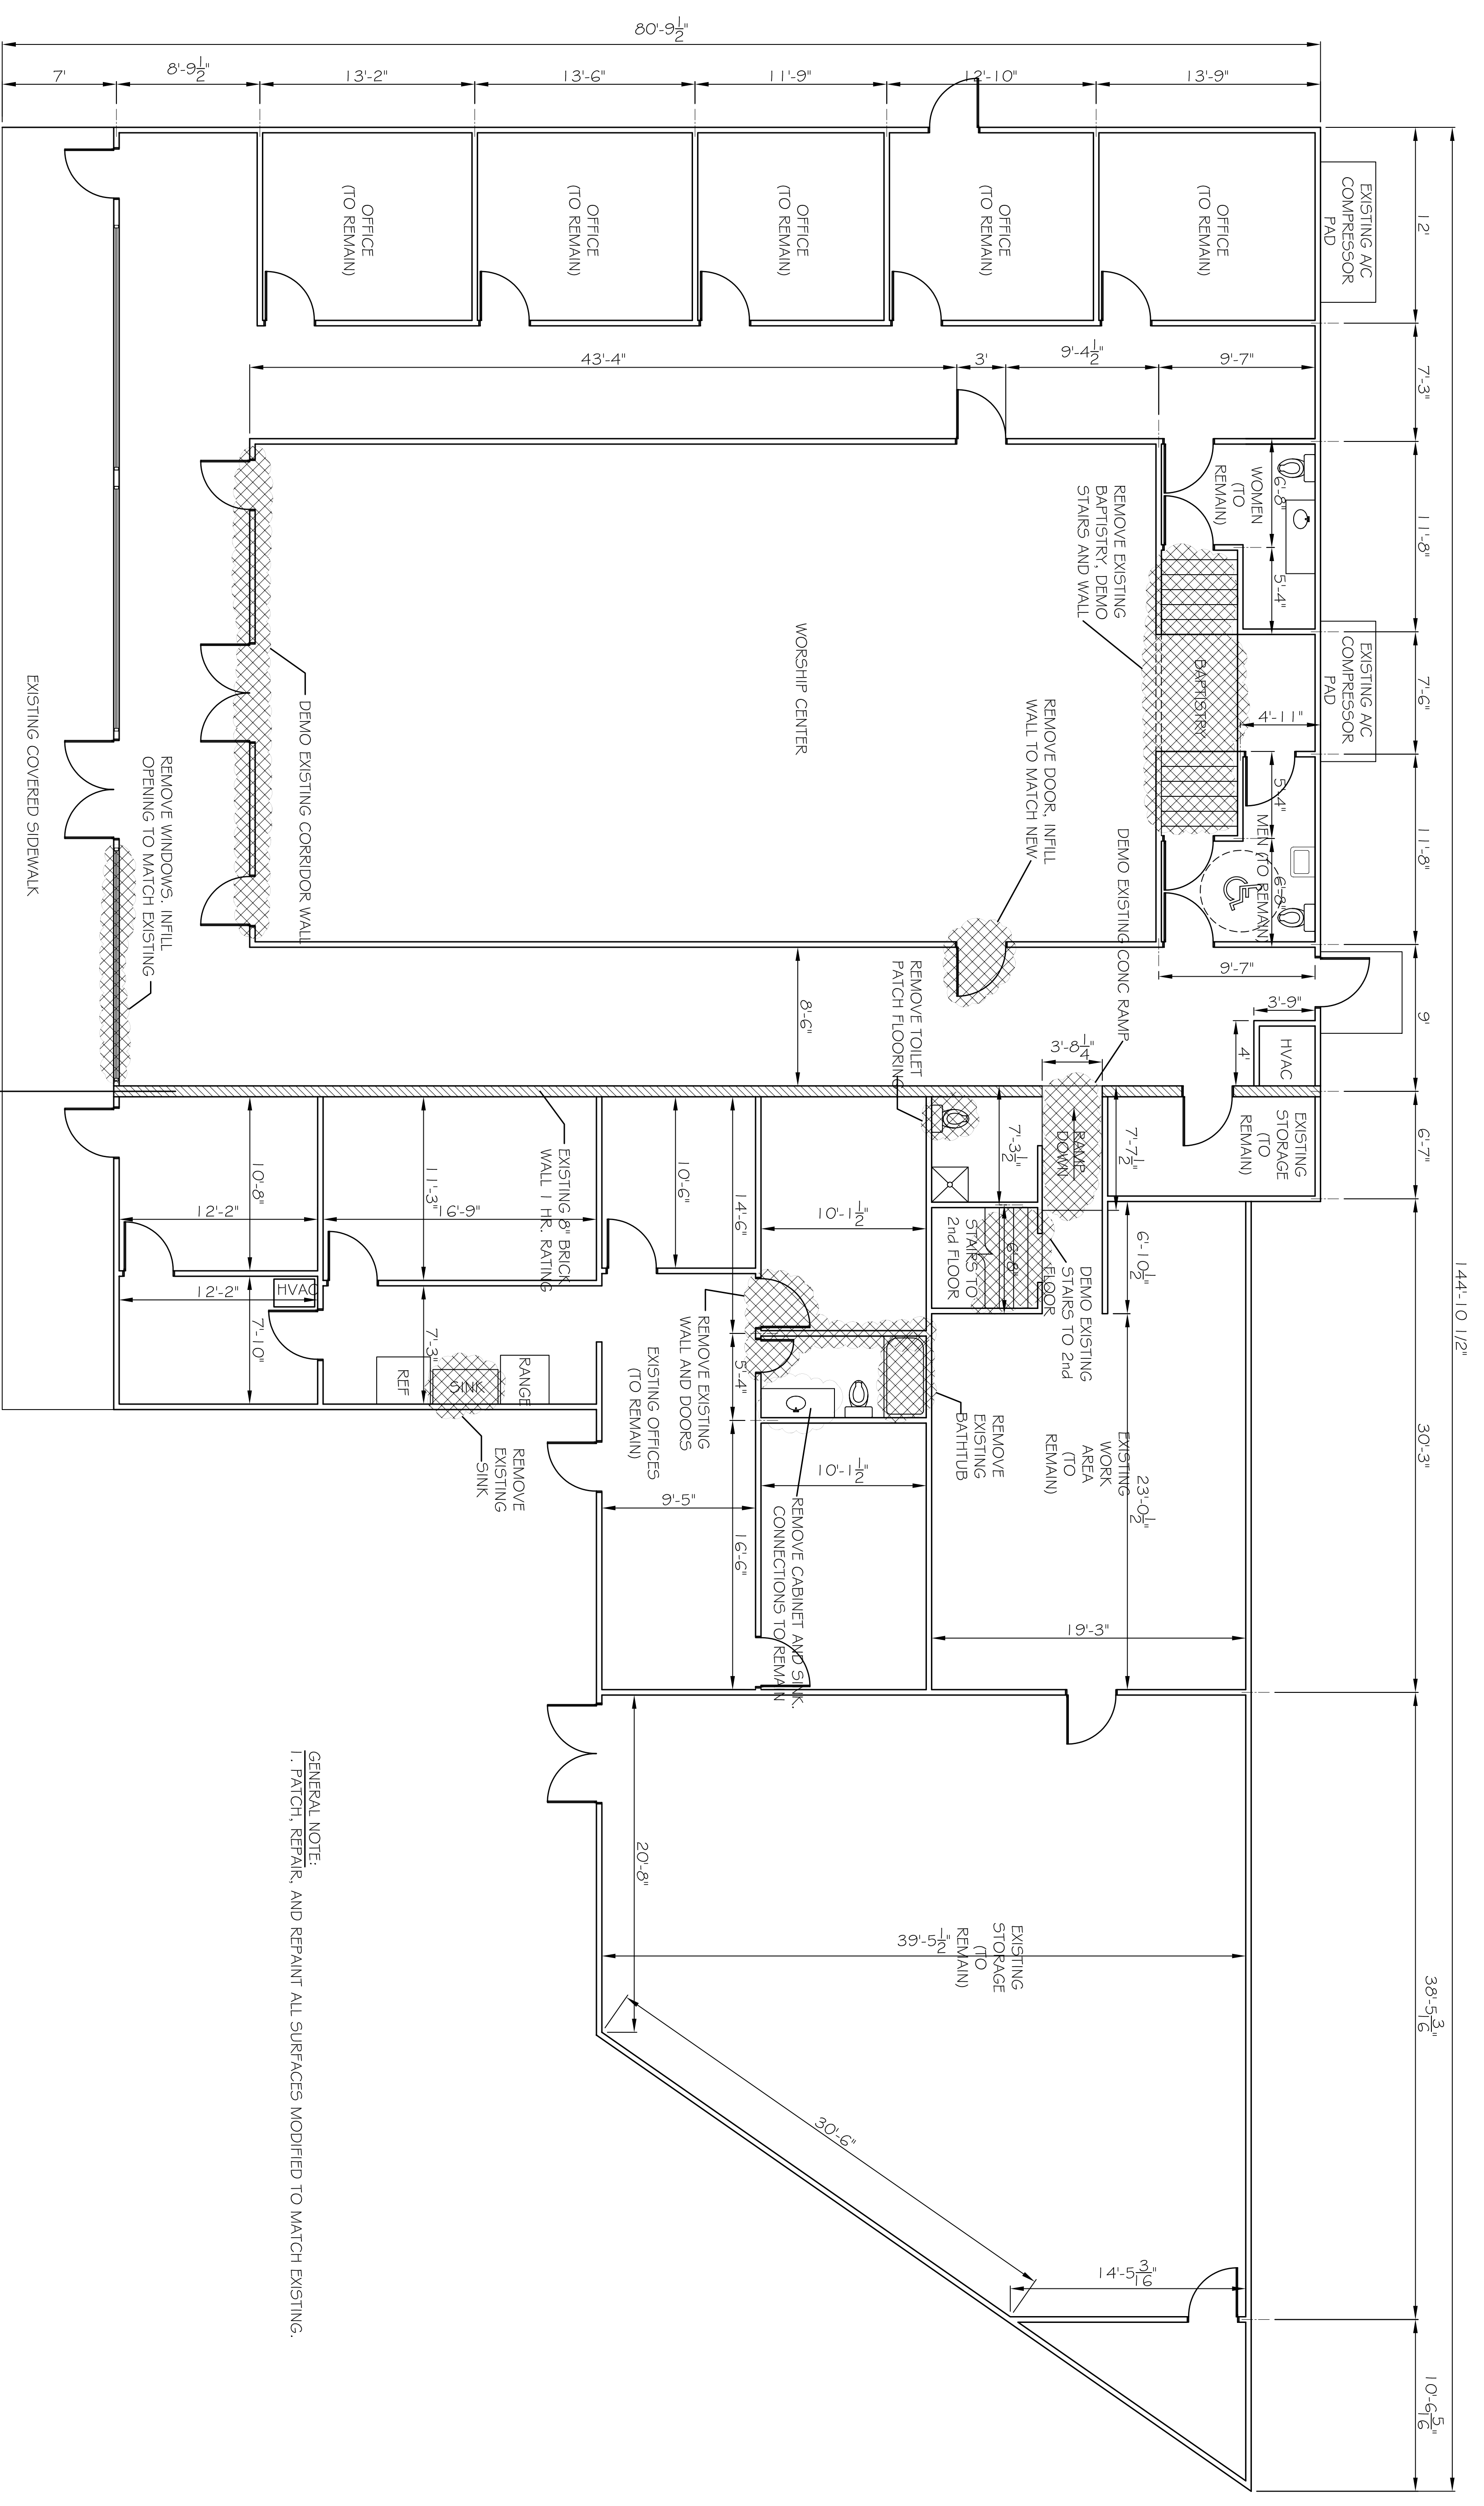 144'-10 1/2"
12'
7'-3"
11'-8"
7'-6"
11'-8"
9'
6'-7"
30'-3"
38'-5 3/16"
10'-6 5/16"
80'-9 1/2"
13'-9"
12'-10"
11'-9"
13'-6"
13'-2"
8'-9 1/2"
7'
EXISTING A/C
COMPRESSOR
PAD
EXISTING A/C
COMPRESSOR
PAD
OFFICE
(TO REMAIN)
OFFICE
(TO REMAIN)
OFFICE
(TO REMAIN)
OFFICE
(TO REMAIN)
OFFICE
(TO REMAIN)
9'-7"
9'-4 1/2"
3'
43'-4"
6'-8"
5'-4"
WOMEN
(TO
REMAIN)
4'-11"
5'-4"
6'-8"
MEN (TO REMAIN)
BAPTISTRY
9'-7"
3'-9"
HVAC
4'
EXISTING
STORAGE
(TO
REMAIN)
REMOVE EXISTING
BAPTISTRY, DEMO
STAIRS AND WALL
REMOVE DOOR, INFILL
WALL TO MATCH NEW
DEMO EXISTING CONC RAMP
3'-8 1/4"
WORSHIP CENTER
8'-6"
REMOVE TOILET
PATCH FLOORING
DEMO EXISTING CORRIDOR WALL
REMOVE WINDOWS. INFILL
OPENING TO MATCH EXISTING
EXISTING COVERED SIDEWALK
7'-7 1/2"
6'-10 1/2"
23'-0 1/2"
RAMP
DOWN
7'-3 1/2"
6'-8"
STAIRS TO
2nd FLOOR
DEMO EXISTING
STAIRS TO 2nd
FLOOR
EXISTING
WORK
AREA
(TO
REMAIN)
19'-3"
REMOVE
EXISTING
BATHTUB
10'-1 1/2"
10'-1 1/2"
14'-6"
5'-4"
16'-6"
REMOVE CABINET AND SINK.
CONNECTIONS TO REMAIN
10'-6"
REMOVE EXISTING
WALL AND DOORS
EXISTING OFFICES
(TO REMAIN)
9'-5"
EXISTING 8" BRICK
WALL 1 HR. RATING
RANGE
SINK
REF
REMOVE
EXISTING
SINK
11'-3"
7'-3"
16'-9"
HVAC
10'-8"
7'-10"
12'-2"
12'-2"
EXISTING
STORAGE
(TO
REMAIN)
39'-5 1/2"
20'-8"
30'-6"
14'-5 3/16"
GENERAL NOTE:
1. PATCH, REPAIR, AND REPAINT ALL SURFACES MODIFIED TO MATCH EXISTING.